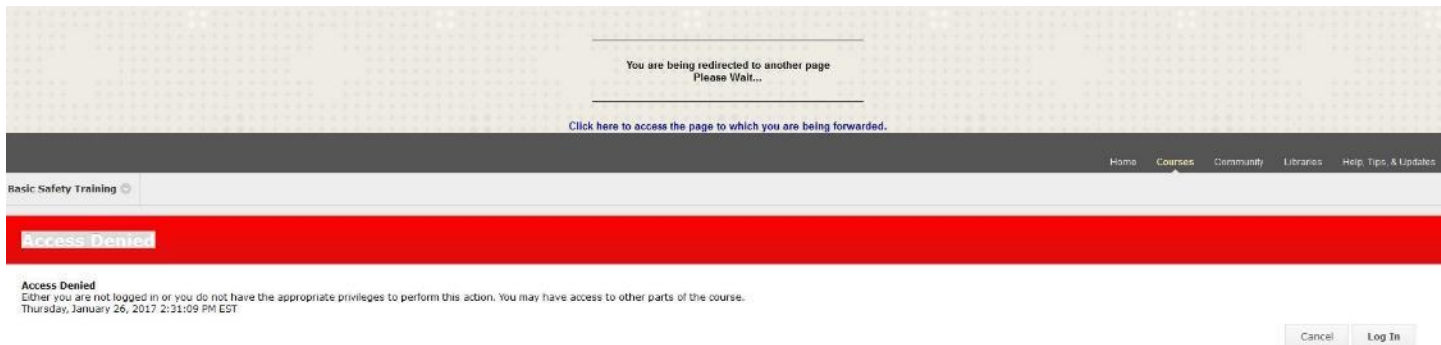 You are being redirected to another page
Please Wait...
Click here to access the page to which you are being forwarded.
Home Courses Community Libraries Help, Tips, & Updates
Basic Safety Training
Access Denied
Access Denied
Either you are not logged in or you do not have the appropriate privileges to perform this action. You may have access to other parts of the course.
Thursday, January 26, 2017 2:31:09 PM EST
Cancel Log In